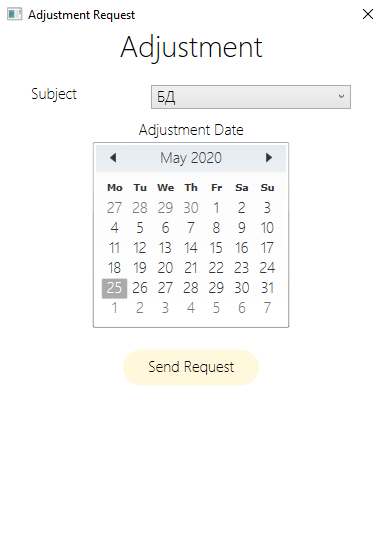 Adjustment Request
Adjustment
Subject БД
Adjustment Date
May 2020
Mo Tu We Th Fr Sa Su
27 28 29 30 1 2 3
4 5 6 7 8 9 10
11 12 13 14 15 16 17
18 19 20 21 22 23 24
25 26 27 28 29 30 31
1 2 3 4 5 6 7
Send Request